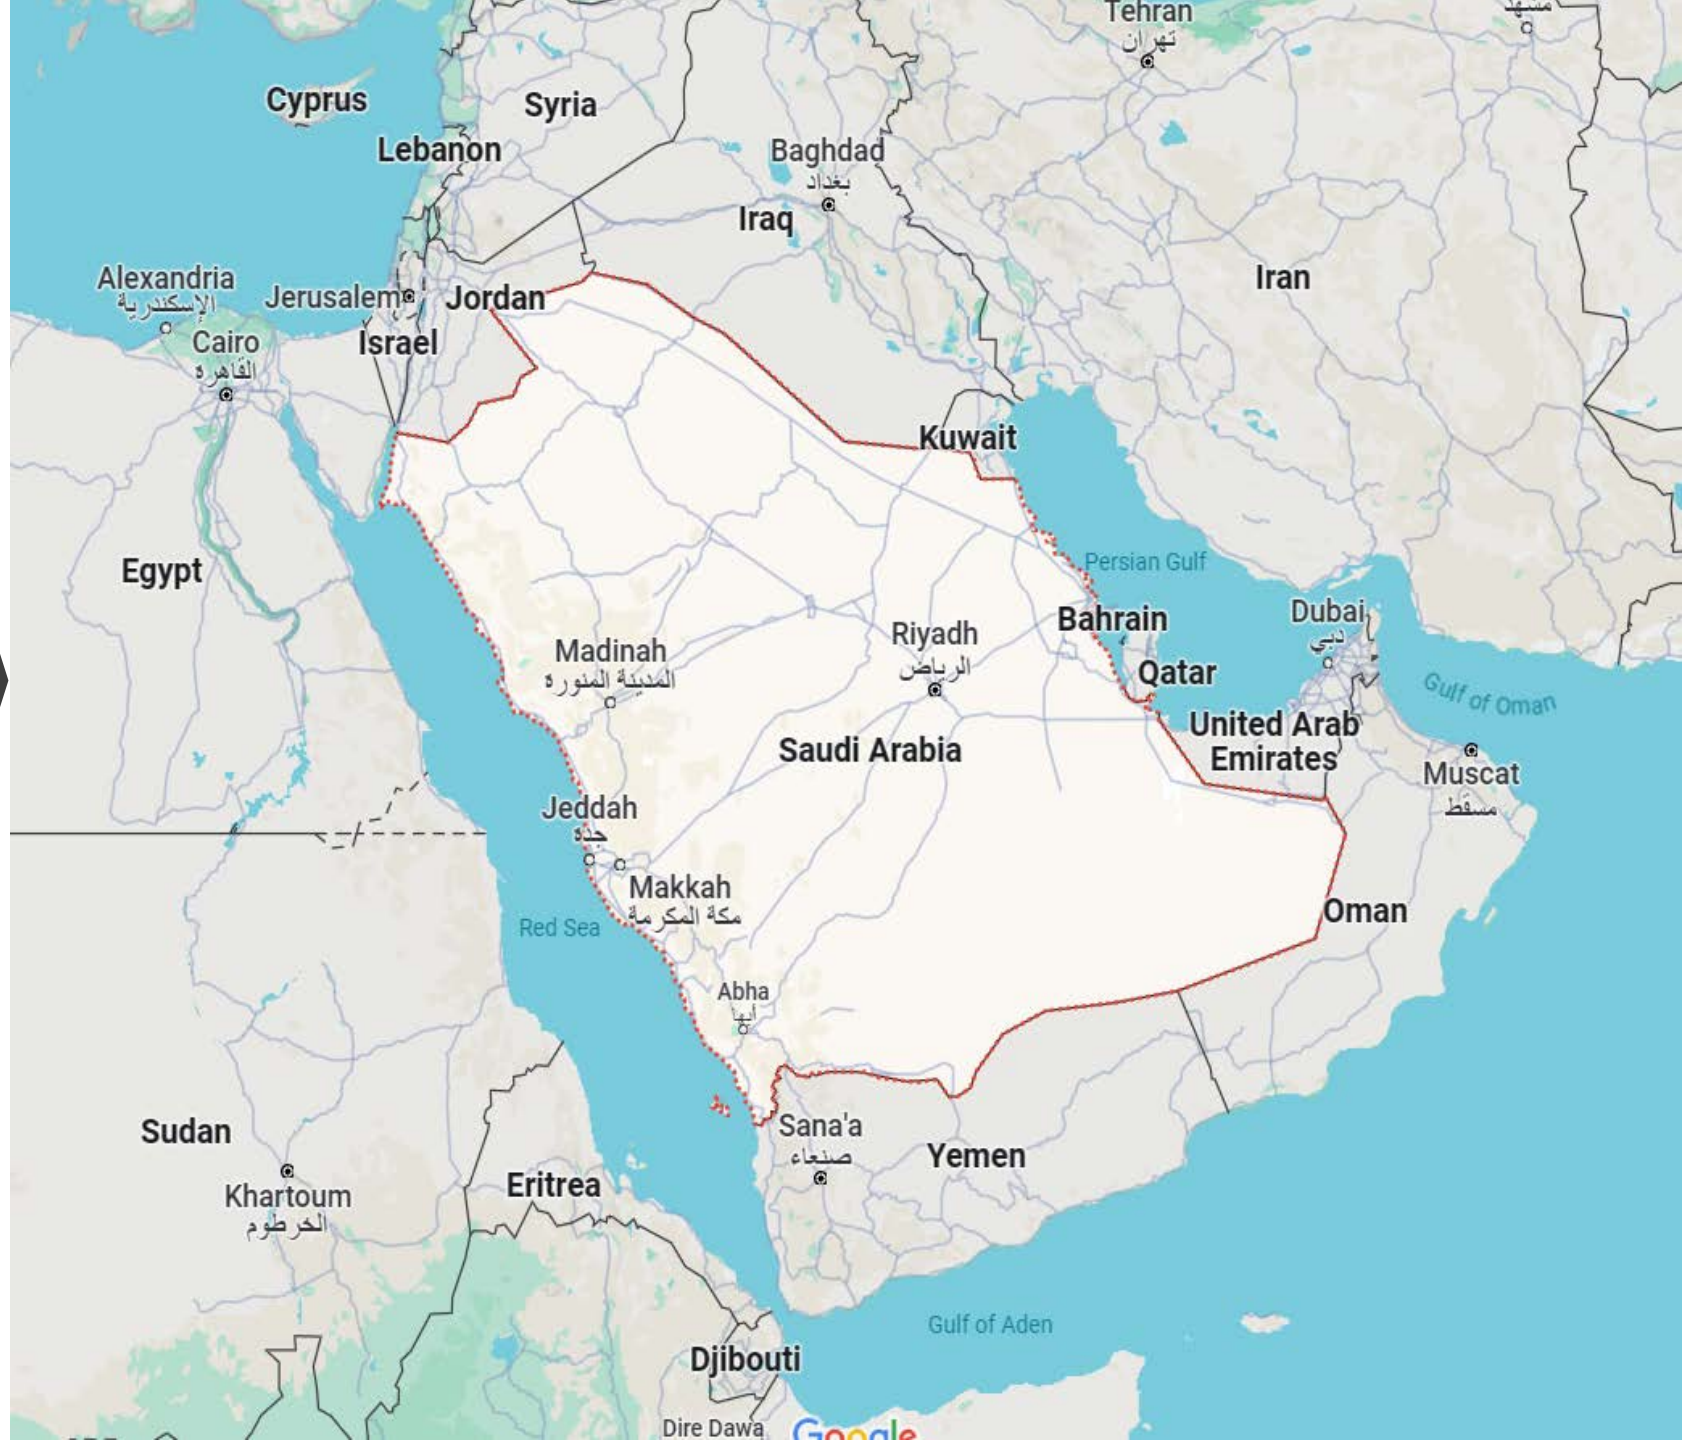 Tehran
تهران
مشهد
Cyprus
Syria
Lebanon
Baghdad
بغداد
Iraq
Iran
Alexandria
الإسكندرية
Jerusalem
Jordan
Cairo
القاهرة
Israel
Kuwait
Egypt
Persian Gulf
Bahrain
Dubai
دبي
Riyadh
الرياض
Madinah
المدينة المنورة
Qatar
Gulf of Oman
United Arab
Emirates
Saudi Arabia
Muscat
مسقط
Jeddah
جدة
Makkah
مكة المكرمة
Oman
Red Sea
Abha
أبها
Sudan
Sana'a
صنعاء
Yemen
Khartoum
الخرطوم
Eritrea
Gulf of Aden
Djibouti
Dire Dawa
Google